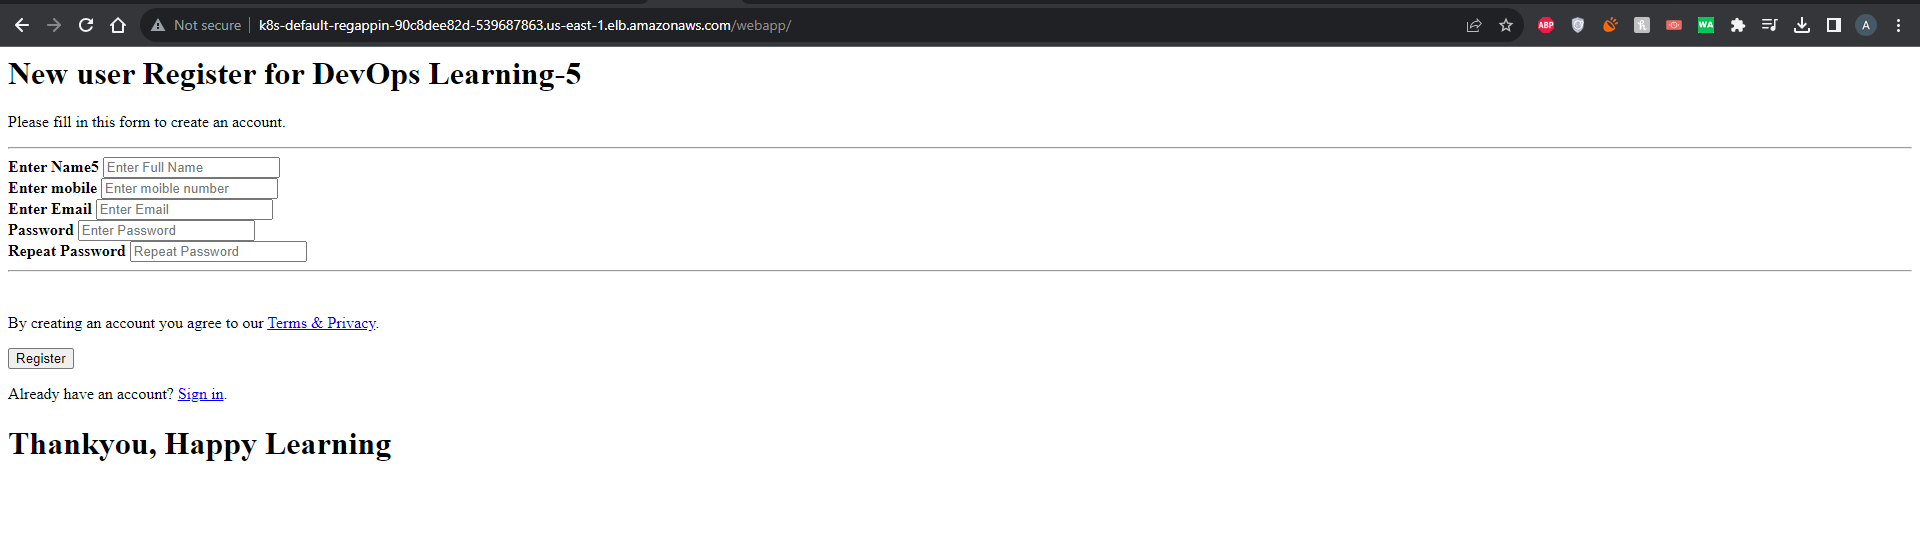 Not secure k8s-default-regappin-90c8dee82d-539687863.us-east-1.elb.amazonaws.com/webapp/ ABP WA A
New user Register for DevOps Learning-5
Please fill in this form to create an account.
Enter Name5 Enter Full Name
Enter mobile Enter moible number
Enter Email Enter Email
Password Enter Password
Repeat Password Repeat Password
By creating an account you agree to our Terms & Privacy.
Register
Already have an account? Sign in.
Thankyou, Happy Learning